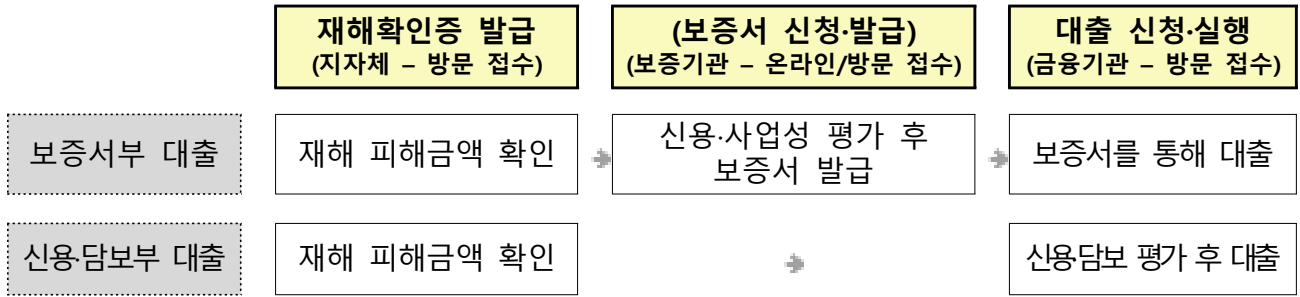 재해확인증 발급
(지자체 – 방문 접수)
(보증서 신청·발급)
(보증기관 – 온라인/방문 접수)
대출 신청·실행
(금융기관 – 방문 접수)
보증서부 대출
재해 피해금액 확인
신용·사업성 평가 후
보증서 발급
보증서를 통해 대출
신용·담보부 대출
재해 피해금액 확인
신용담보 평가 후 대출